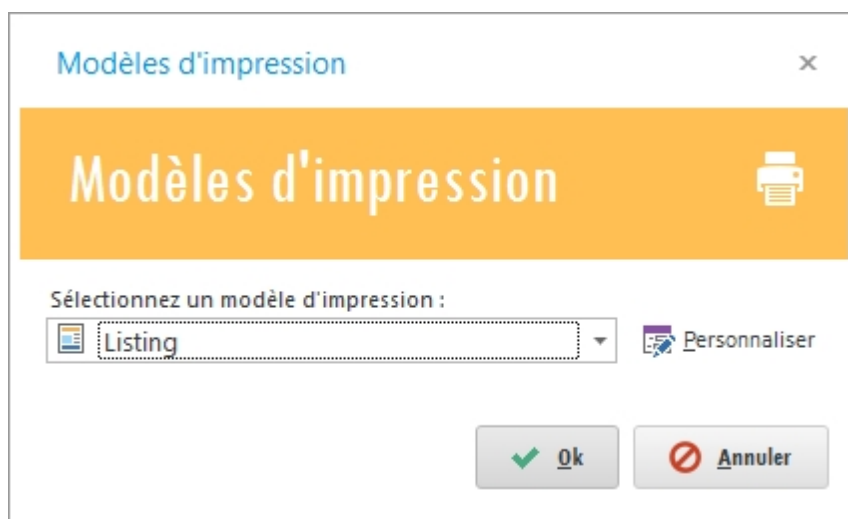 Modèles d'impression
Modèles d'impression
Sélectionnez un modèle d'impression :
Listing
Personnaliser
Ok
Annuler